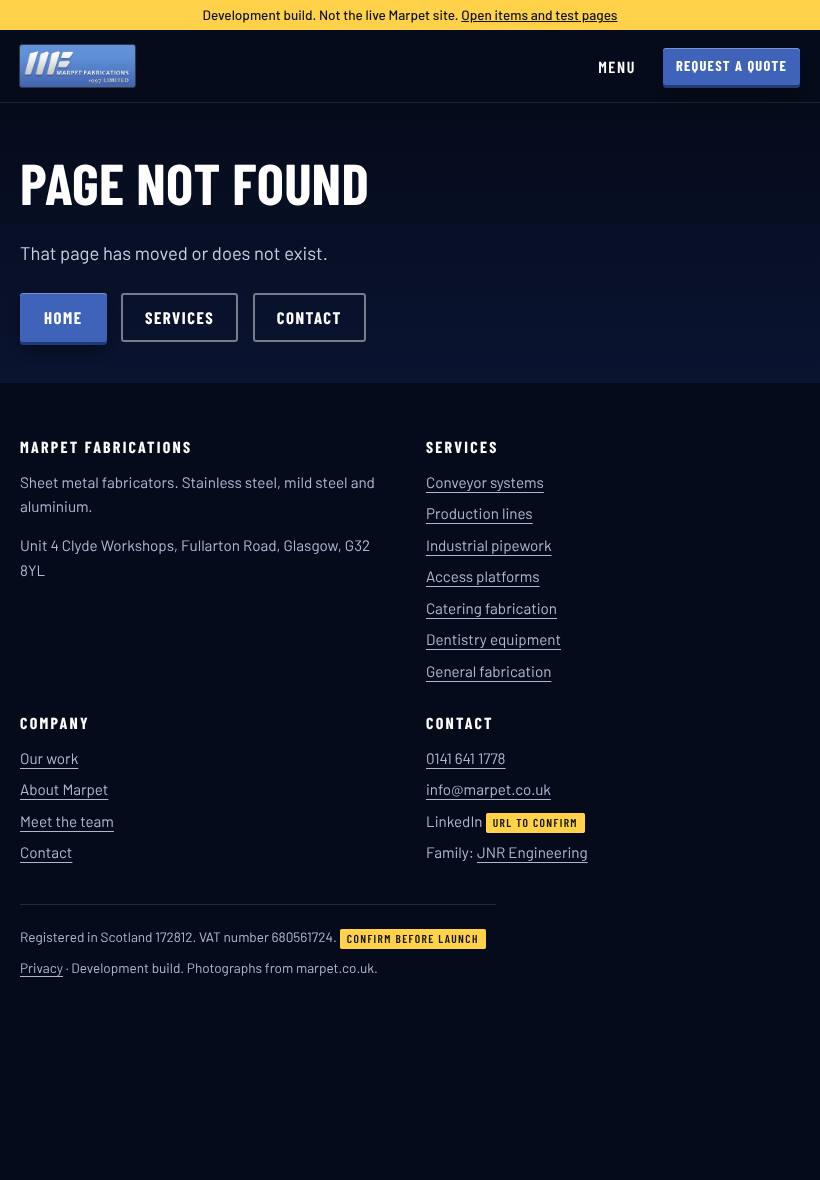 Development build. Not the live Marpet site. Open items and test pages
MF MARPET FABRICATIONS
1997 LIMITED
MENU
REQUEST A QUOTE
PAGE NOT FOUND
That page has moved or does not exist.
HOME
SERVICES
CONTACT
MARPET FABRICATIONS
Sheet metal fabricators. Stainless steel, mild steel and
aluminium.
Unit 4 Clyde Workshops, Fullarton Road, Glasgow, G32
8YL
SERVICES
Conveyor systems
Production lines
Industrial pipework
Access platforms
Catering fabrication
Dentistry equipment
General fabrication
COMPANY
Our work
About Marpet
Meet the team
Contact
CONTACT
0141 641 1778
info@marpet.co.uk
LinkedIn URL TO CONFIRM
Family: JNR Engineering
Registered in Scotland 172812. VAT number 680561724. CONFIRM BEFORE LAUNCH
Privacy · Development build. Photographs from marpet.co.uk.